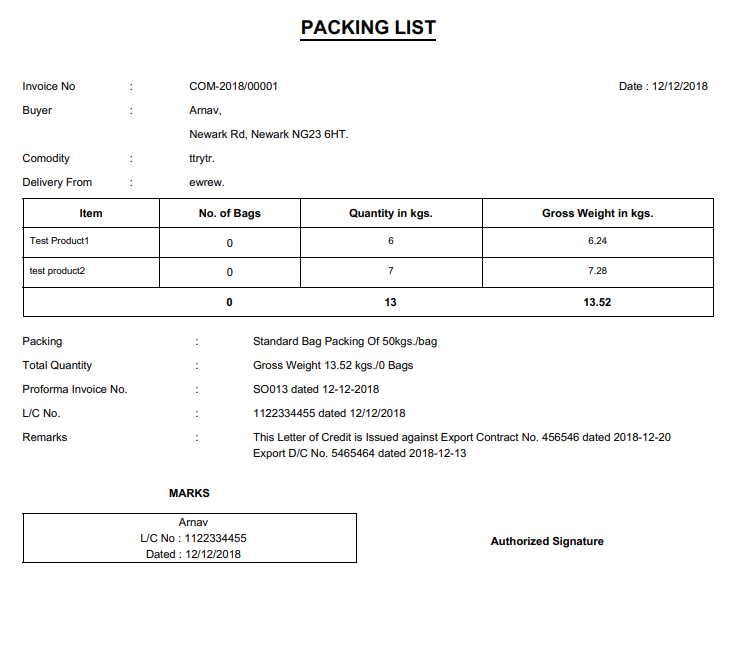 PACKING LIST
Invoice No : COM-2018/00001 Date : 12/12/2018
Buyer : Arnav,
Newark Rd, Newark NG23 6HT.
Comodity : ttrytr.
Delivery From : ewrew.
Item No. of Bags Quantity in kgs. Gross Weight in kgs.
Test Product1 0 6 6.24
test product2 0 7 7.28
0 13 13.52
Packing : Standard Bag Packing Of 50kgs./bag
Total Quantity : Gross Weight 13.52 kgs./0 Bags
Proforma Invoice No. : SO013 dated 12-12-2018
L/C No. : 1122334455 dated 12/12/2018
Remarks : This Letter of Credit is Issued against Export Contract No. 456546 dated 2018-12-20
Export D/C No. 5465464 dated 2018-12-13
MARKS
Arnav
L/C No : 1122334455
Dated : 12/12/2018
Authorized Signature